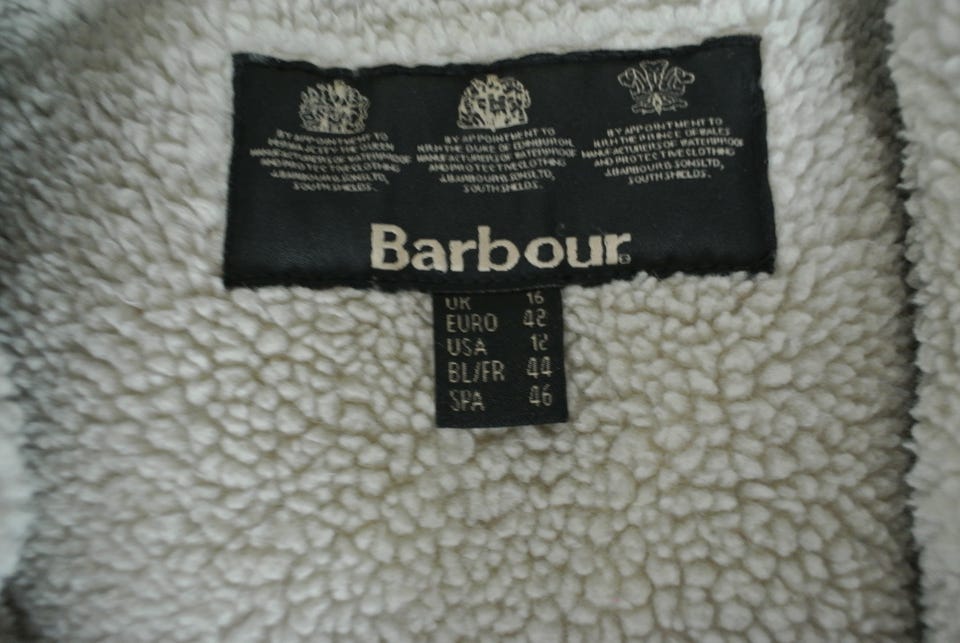 BY APPOINTMENT TO
H.M. THE QUEEN
MANUFACTURERS OF WATERPROOF
AND PROTECTIVE CLOTHING
J.BARBOUR & SONS LTD,
SOUTH SHIELDS.
BY APPOINTMENT TO
H.R.H. THE DUKE OF EDINBURGH,
MANUFACTURERS OF WATERPROOF
AND PROTECTIVE CLOTHING
J.BARBOUR & SONS LTD,
SOUTH SHIELDS.
BY APPOINTMENT TO
H.R.H. THE PRINCE OF WALES
MANUFACTURERS OF WATERPROOF
AND PROTECTIVE CLOTHING
J.BARBOUR & SONS LTD,
SOUTH SHIELDS.
Barbour®
UK 16
EURO 42
USA 12
BL/FR 44
SPA 46